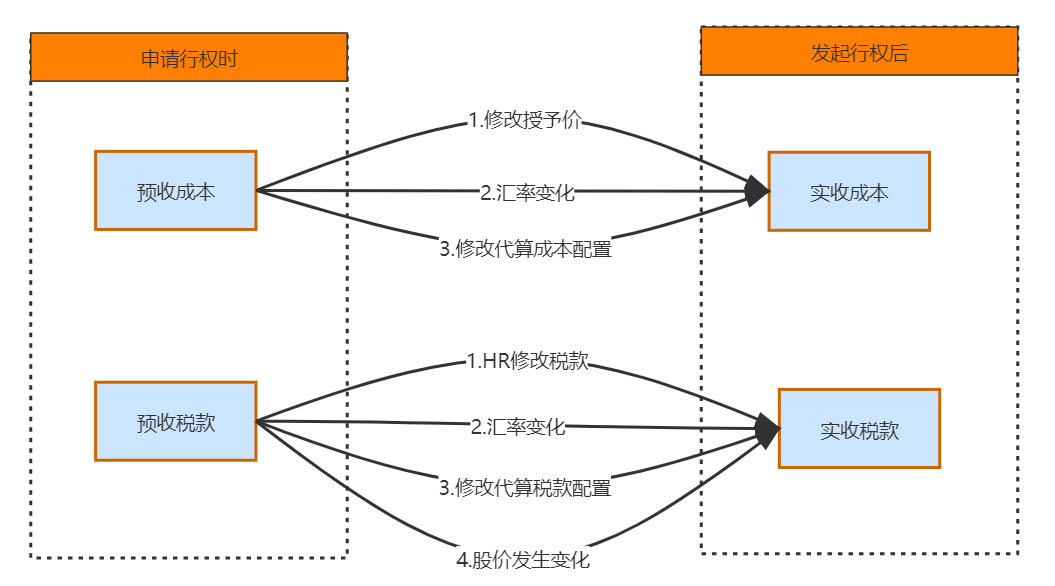 申请行权时
发起行权后
1.修改授予价
预收成本
2.汇率变化
实收成本
3.修改代算成本配置
1.HR修改税款
预收税款
2.汇率变化
实收税款
3.修改代算税款配置
4.股价发生变化